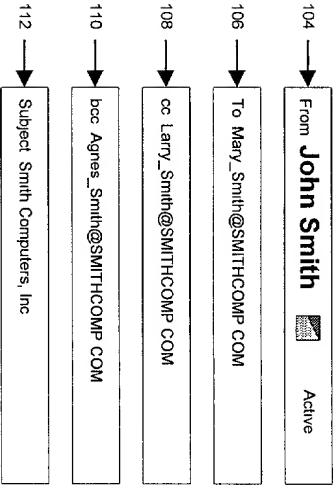 104 From John Smith Active
106 To Mary_Smith@SMITHCOMP COM
108 cc Larry_Smith@SMITHCOMP COM
110 bcc Agnes_Smith@SMITHCOMP COM
112 Subject Smith Computers, Inc